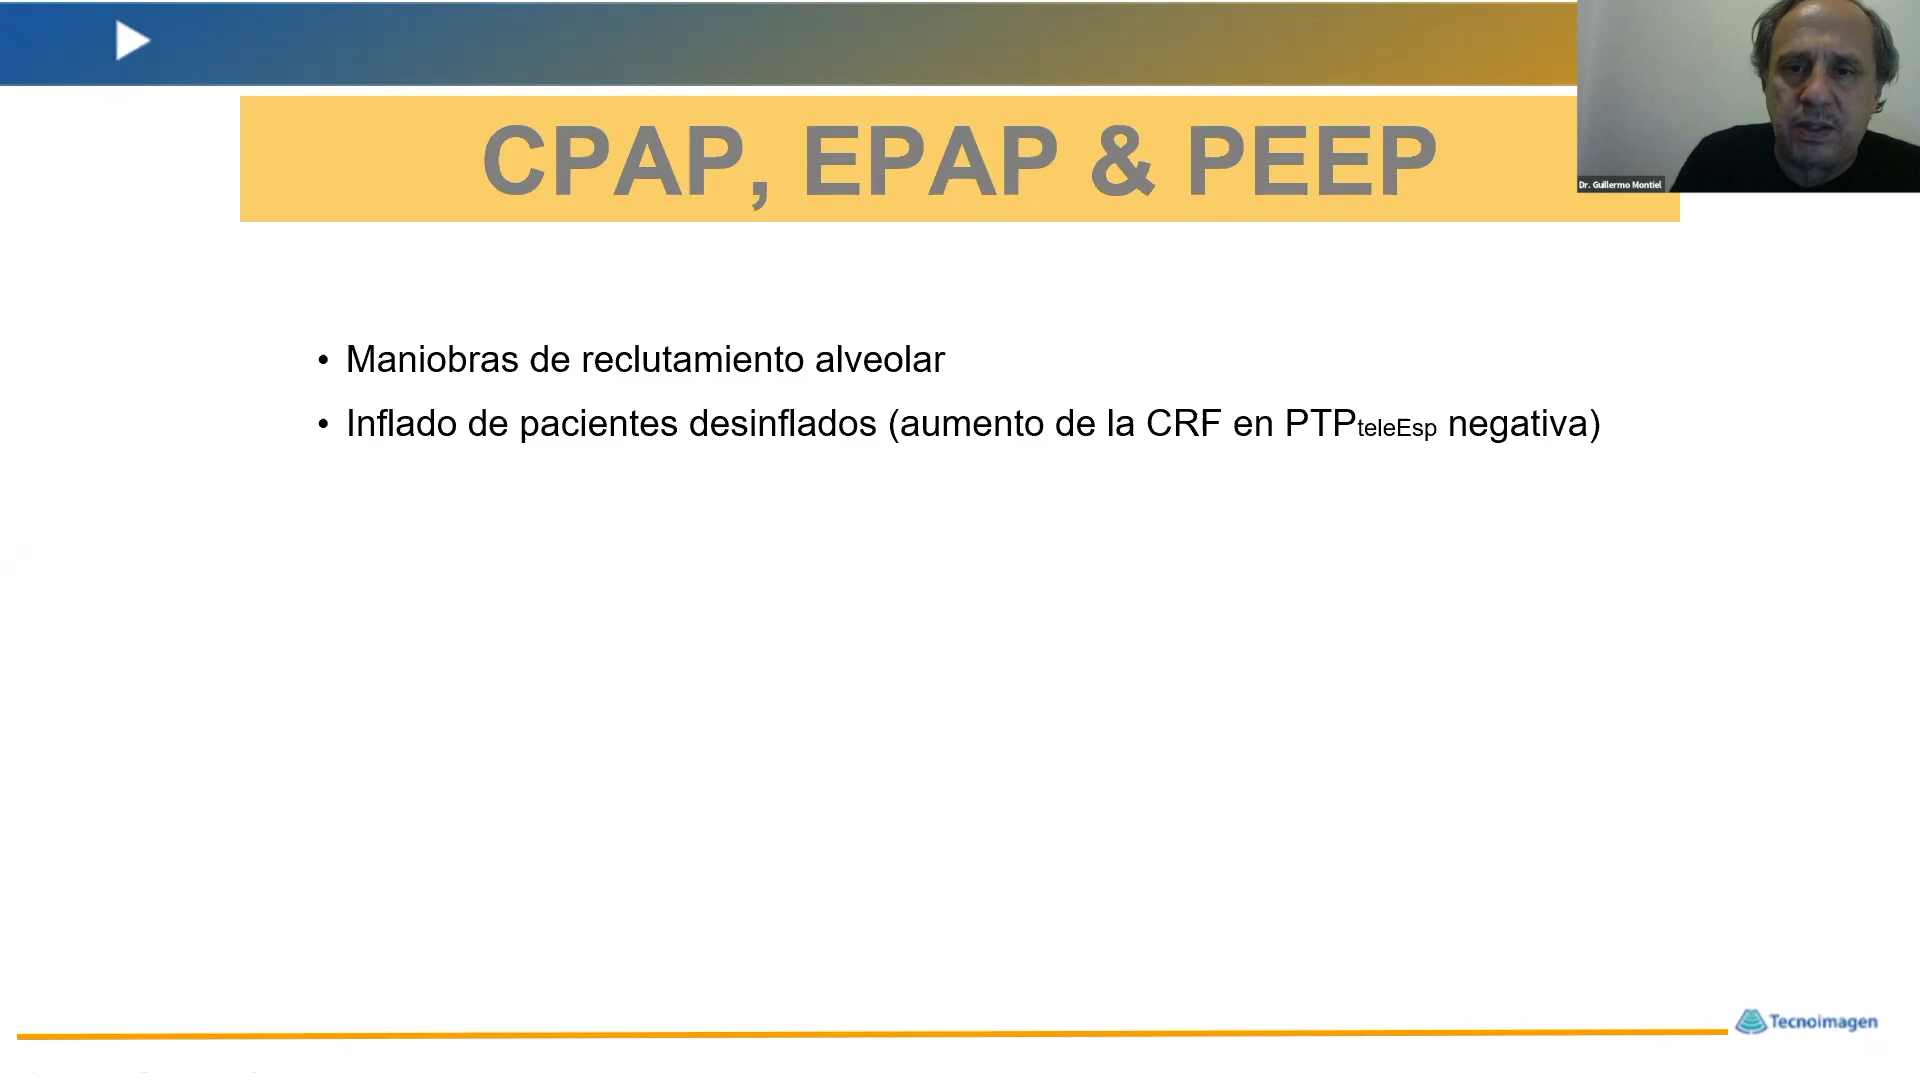 CPAP, EPAP & PEEP
Dr. Guillermo Montiel
• Maniobras de reclutamiento alveolar
• Inflado de pacientes desinflados (aumento de la CRF en PTPteleEsp negativa)
Tecnoimagen